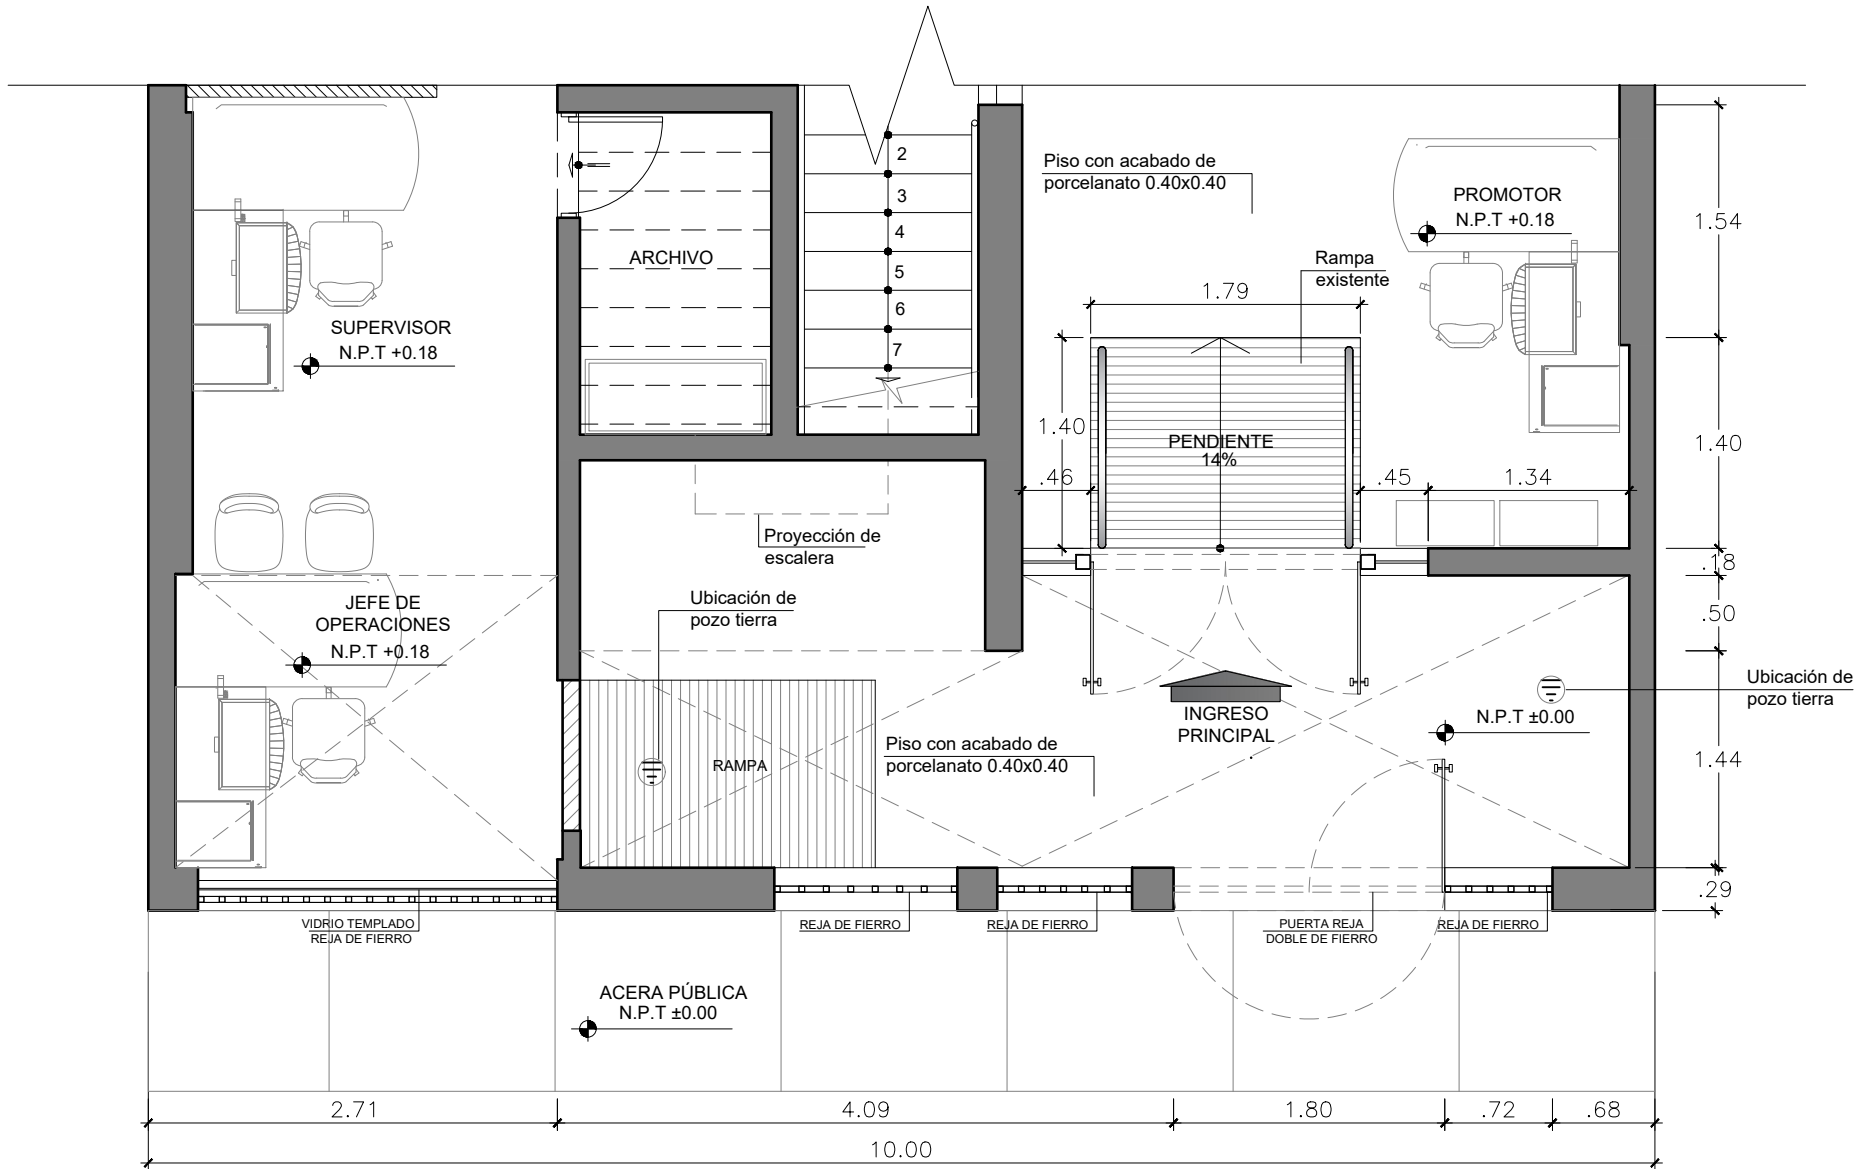 2
3
4
5
6
7
Piso con acabado de
porcelanato 0.40x0.40
PROMOTOR
N.P.T +0.18
1.54
ARCHIVO
Rampa
existente
1.79
SUPERVISOR
N.P.T +0.18
1.40
PENDIENTE
14%
1.40
.46
.45
1.34
Proyección de
escalera
.18
JEFE DE
OPERACIONES
N.P.T +0.18
Ubicación de
pozo tierra
.50
Ubicación de
pozo tierra
INGRESO
PRINCIPAL
N.P.T ±0.00
RAMPA
Piso con acabado de
porcelanato 0.40x0.40
1.44
.29
VIDRIO TEMPLADO
REJA DE FIERRO
REJA DE FIERRO
REJA DE FIERRO
PUERTA REJA
DOBLE DE FIERRO
REJA DE FIERRO
ACERA PÚBLICA
N.P.T ±0.00
2.71
4.09
1.80
.72
.68
10.00